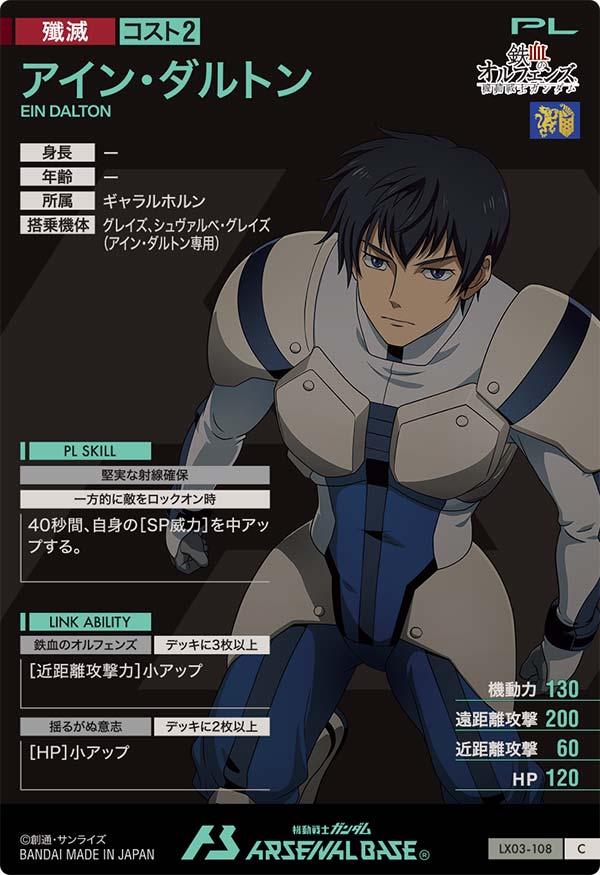 殲滅 コスト2 PL
アイン・ダルトン
EIN DALTON
鉄血の
オルフェンズ
機動戦士ガンダム
身長 ー
年齢 ー
所属 ギャラルホルン
搭乗機体 グレイズ、シュヴァルベ・グレイズ
(アイン・ダルトン専用)
PL SKILL
堅実な射線確保
一方的に敵をロックオン時
40秒間、自身の[SP威力]を中アッ
プする。
LINK ABILITY
鉄血のオルフェンズ デッキに3枚以上
[近距離攻撃力]小アップ
揺るがぬ意志 デッキに2枚以上
[HP]小アップ
機動力 130
遠距離攻撃 200
近距離攻撃 60
HP 120
©創通・サンライズ
BANDAI MADE IN JAPAN
機動戦士ガンダム
AB ARSENAL BASE®
LX03-108 C